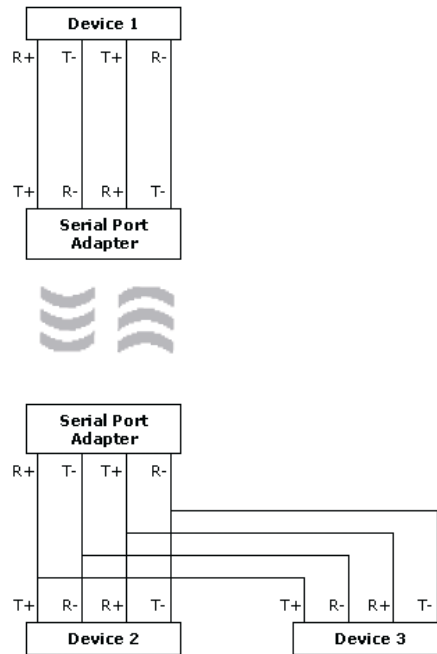 Device 1
R+ T- T+ R-
T+ R- R+ T-
Serial Port
Adapter
Serial Port
Adapter
R+ T- T+ R-
T+ R- R+ T- T+ R- R+ T-
Device 2 Device 3